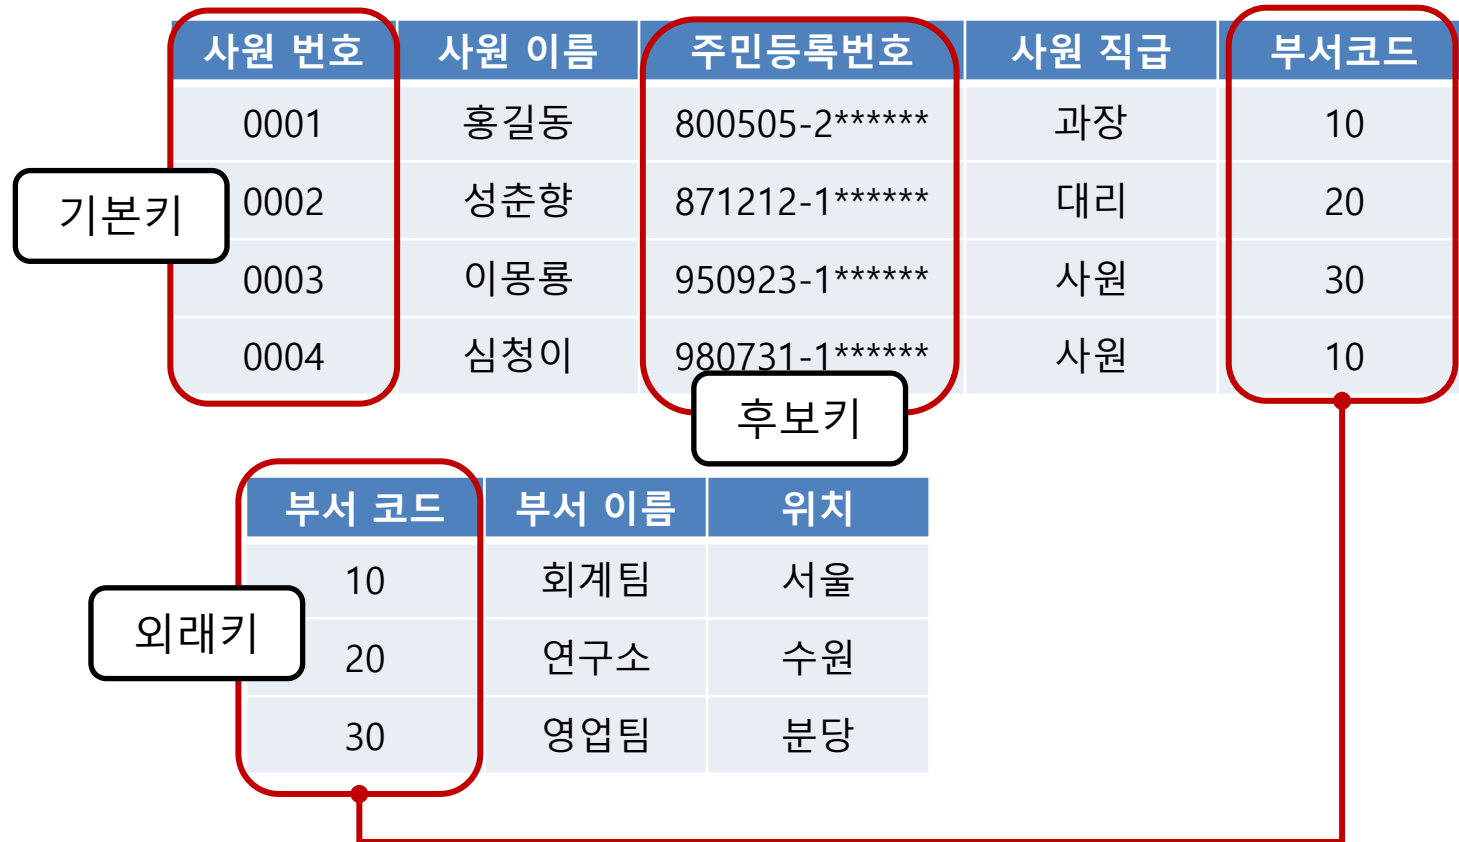 사원 번호 사원 이름 주민등록번호 사원 직급 부서코드
0001 홍길동 800505-2****** 과장 10
기본키
0002 성춘향 871212-1****** 대리 20
0003 이몽룡 950923-1****** 사원 30
0004 심청이 980731-1****** 사원 10
후보키
부서 코드 부서 이름 위치
10 회계팀 서울
외래키
20 연구소 수원
30 영업팀 분당